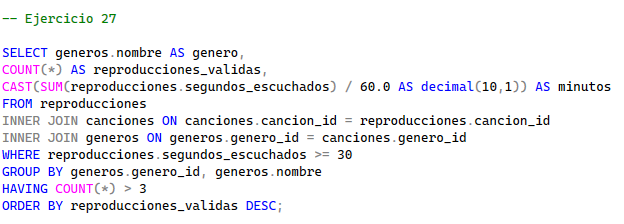 -- Ejercicio 27
SELECT generos.nombre AS genero,
COUNT(*) AS reproducciones_validas,
CAST(SUM(reproducciones.segundos_escuchados) / 60.0 AS decimal(10,1)) AS minutos
FROM reproducciones
INNER JOIN canciones ON canciones.cancion_id = reproducciones.cancion_id
INNER JOIN generos ON generos.genero_id = canciones.genero_id
WHERE reproducciones.segundos_escuchados >= 30
GROUP BY generos.genero_id, generos.nombre
HAVING COUNT(*) > 3
ORDER BY reproducciones_validas DESC;